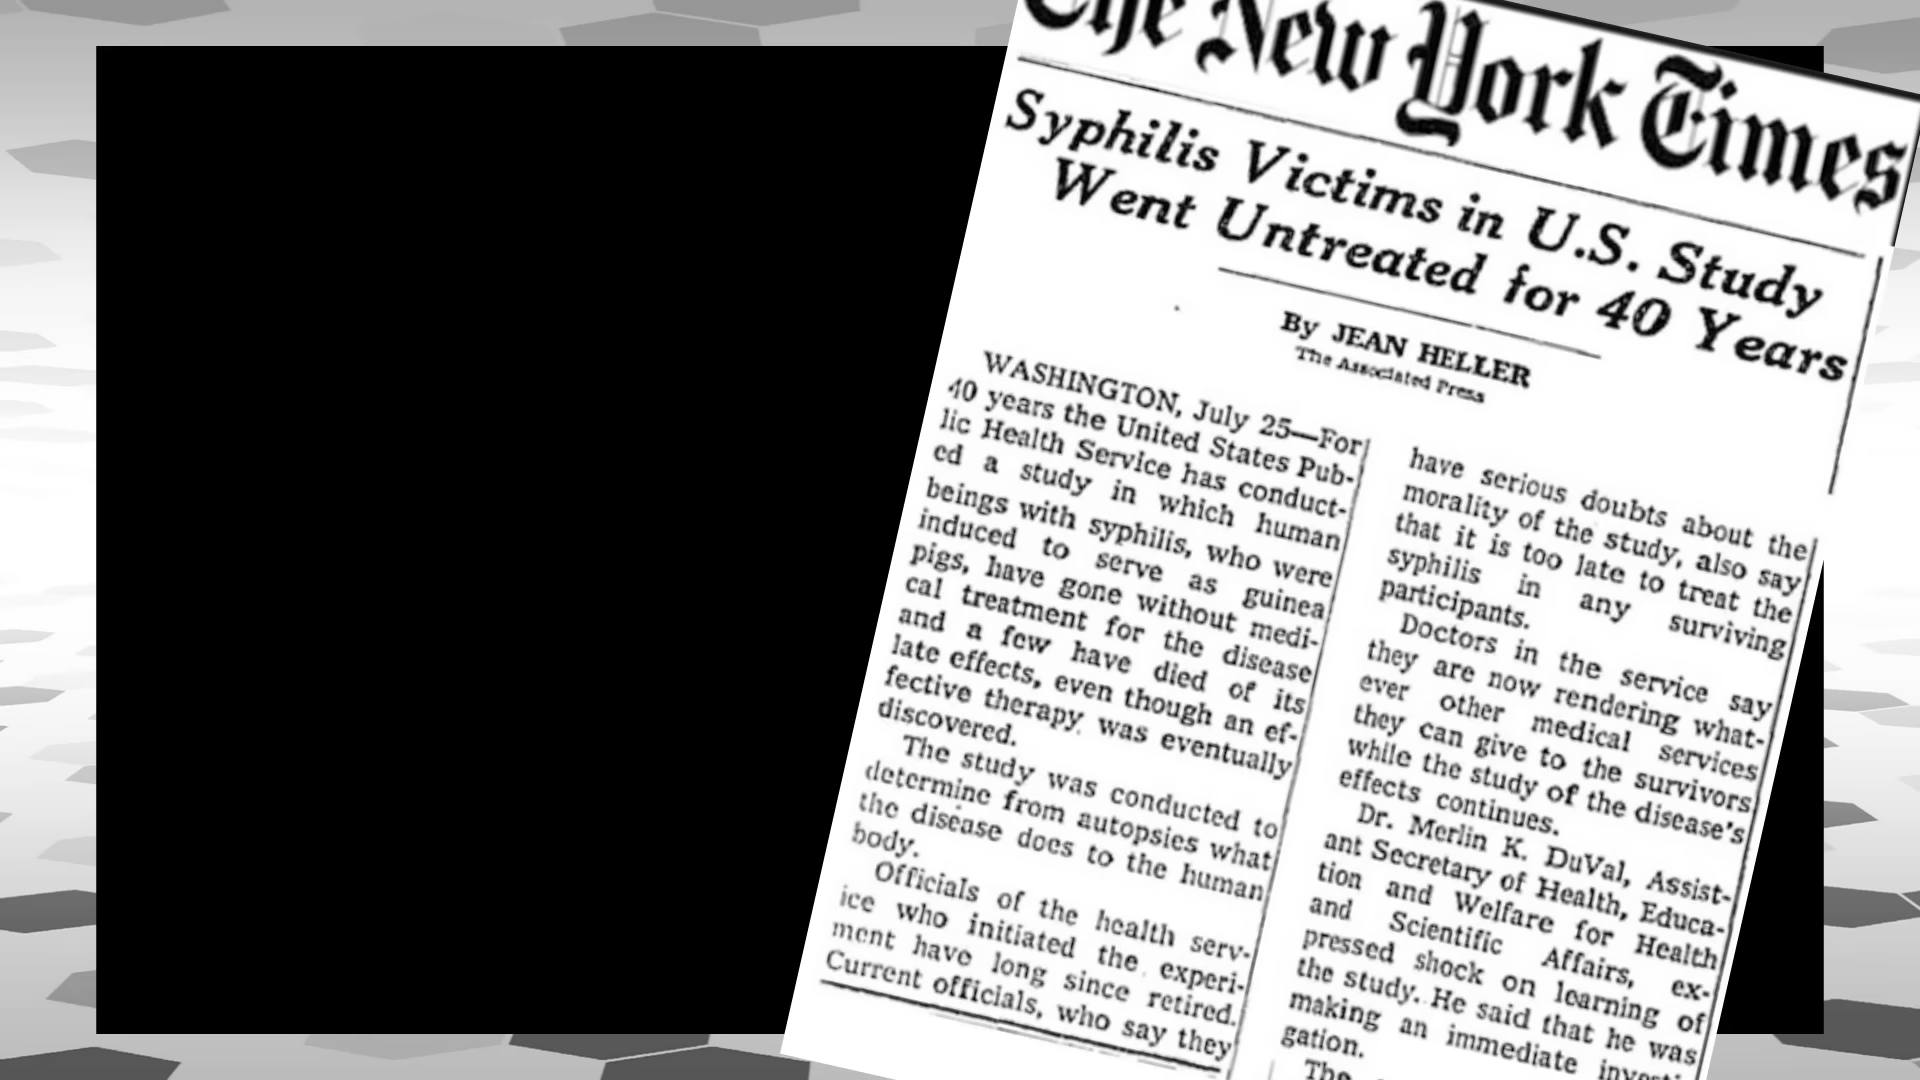 The New York Times
Syphilis Victims in U.S. Study
Went Untreated for 40 Years
By JEAN HELLER
The Associated Press
WASHINGTON, July 25—For
40 years the United States Pub-
lic Health Service has conduct-
ed a study in which human
beings with syphilis, who were
induced to serve as guinea
pigs, have gone without medi-
cal treatment for the disease
and a few have died of its
late effects, even though an ef-
fective therapy was eventually
discovered.
The study was conducted to
determine from autopsies what
the disease does to the human
body.
Officials of the health serv-
ice who initiated the experi-
ment have long since retired.
Current officials, who say they
have serious doubts about the
morality of the study, also say
that it is too late to treat the
syphilis in any surviving
participants.
Doctors in the service say
they are now rendering what-
ever other medical services
they can give to the survivors
while the study of the disease's
effects continues.
Dr. Merlin K. DuVal, Assist-
ant Secretary of Health, Educa-
tion and Welfare for Health
and Scientific Affairs, ex-
pressed shock on learning of
the study. He said that he was
making an immediate investi-
gation.
The